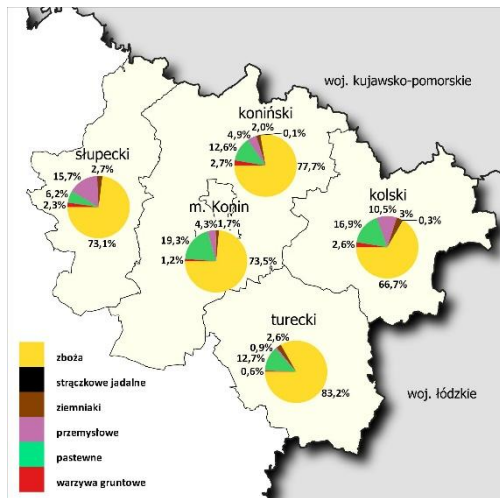 woj. kujawsko-pomorskie
koniński
4,9%
2,0%
0,1%
12,6%
2,7%
77,7%
słupecki
15,7%
2,7%
6,2%
2,3%
73,1%
kolski
10,5%
3%
0,3%
16,9%
2,6%
66,7%
m. Konin
4,3%
1,7%
19,3%
1,2%
73,5%
turecki
2,6%
0,9%
12,7%
0,6%
83,2%
woj. łódzkie
zboża
strączkowe jadalne
ziemniaki
przemysłowe
pastewne
warzywa gruntowe